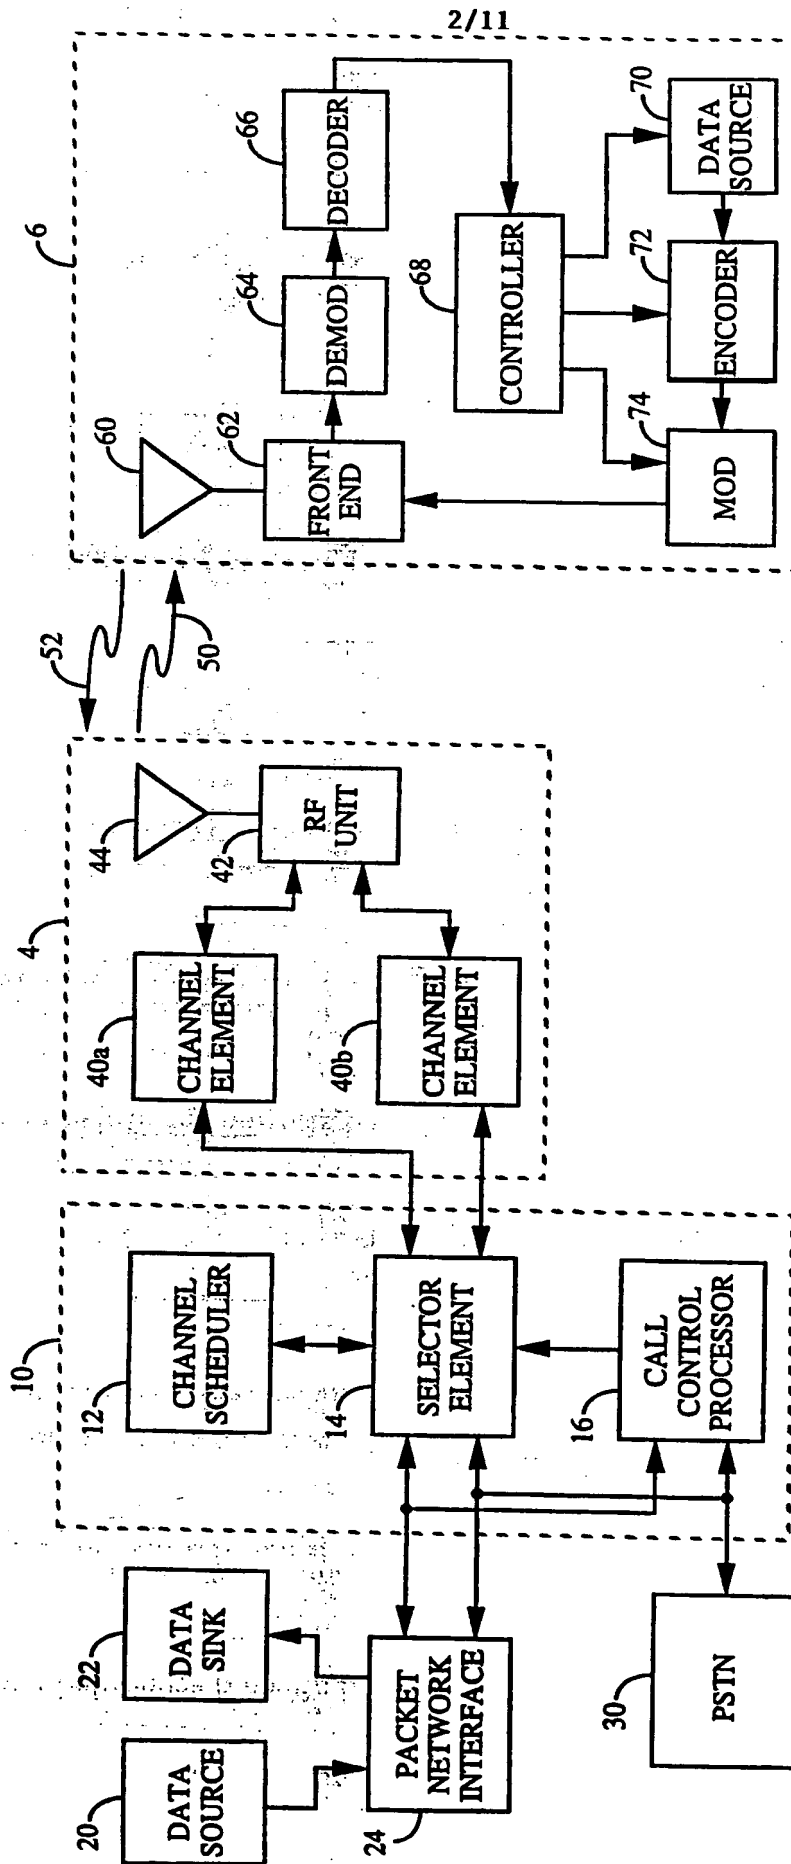 2/11
6
60
62
FRONT
END
64
DEMOD
66
DECODER
68
CONTROLLER
70
DATA
SOURCE
72
ENCODER
74
MOD
52
50
4
44
42
RF
UNIT
40a
CHANNEL
ELEMENT
40b
CHANNEL
ELEMENT
10
12
CHANNEL
SCHEDULER
14
SELECTOR
ELEMENT
16
CALL
CONTROL
PROCESSOR
20
DATA
SOURCE
22
DATA
SINK
24
PACKET
NETWORK
INTERFACE
30
PSTN